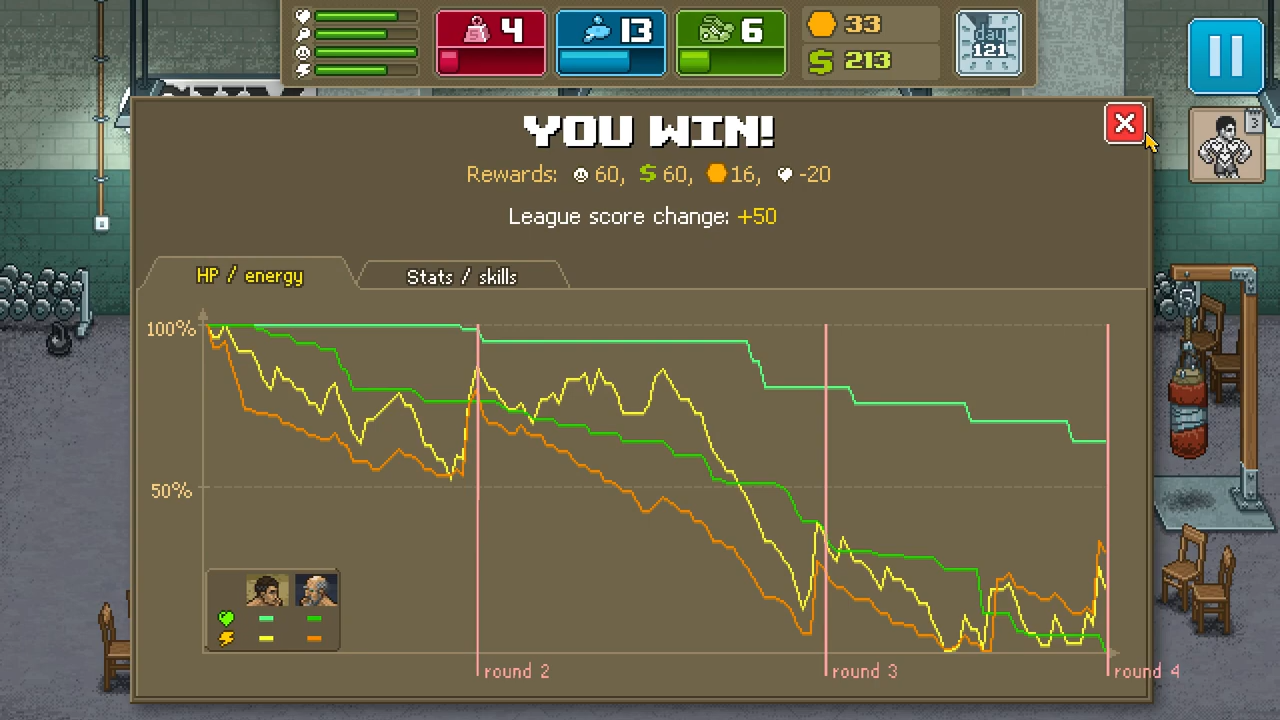 4
13
6
33
213
day
121
3
YOU WIN!
Rewards: 60, $ 60, 16, -20
League score change: +50
HP / energy
Stats / skills
100%
50%
round 2
round 3
round 4